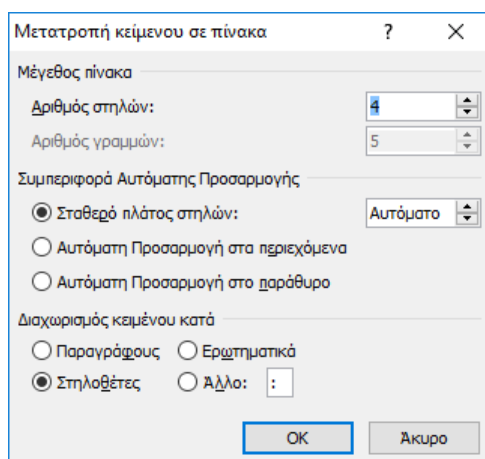 Μετατροπή κείμενου σε πίνακα ?
Μέγεθος πίνακα
Αριθμός στηλών: 4
Αριθμός γραμμών: 5
Συμπεριφορά Αυτόματης Προσαρμογής
Σταθερό πλάτος στηλών: Αυτόματο
Αυτόματη Προσαρμογή στα περιεχόμενα
Αυτόματη Προσαρμογή στο παράθυρο
Διαχωρισμός κειμένου κατά
Παραγράφους Ερωτηματικά
Στηλοθέτες Άλλο: :
OK Άκυρο